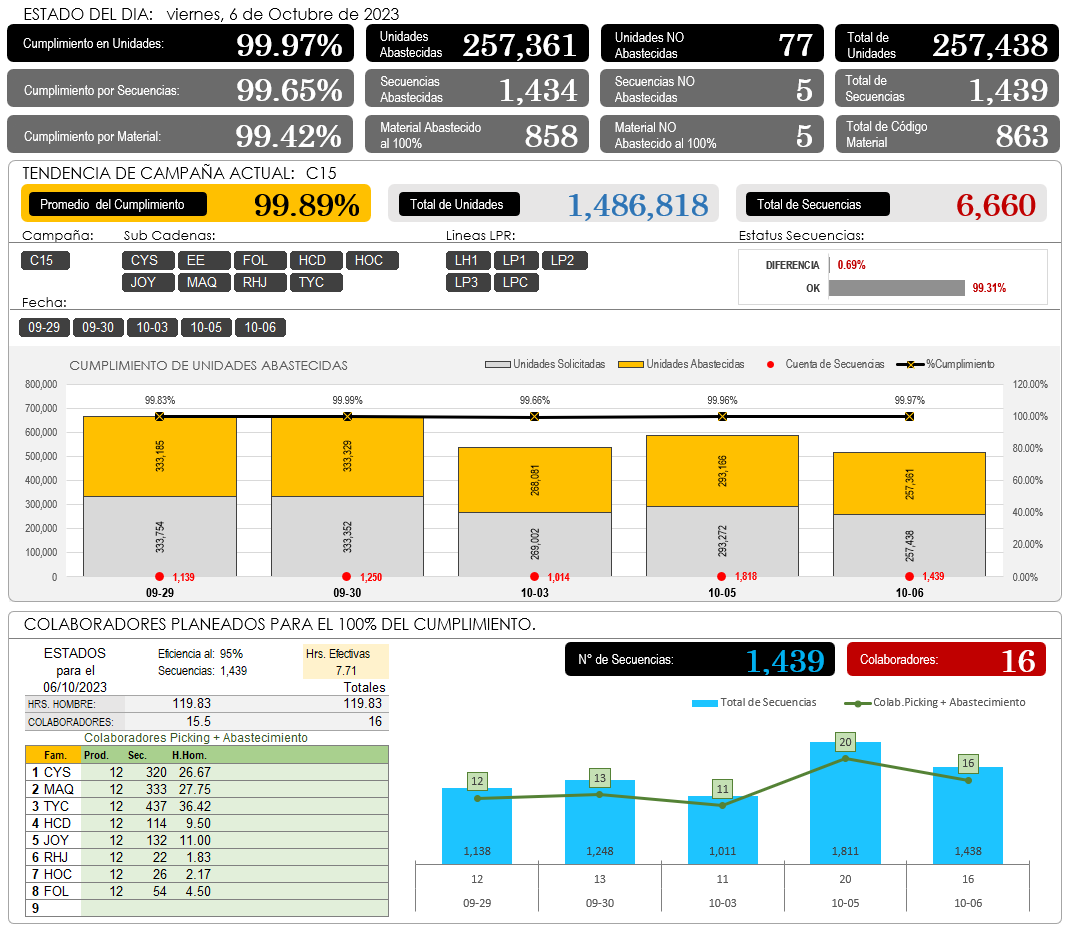 ESTADO DEL DIA: viernes, 6 de Octubre de 2023
Cumplimiento en Unidades: 99.97%
Unidades Abastecidas 257,361
Unidades NO Abastecidas 77
Total de Unidades 257,438
Cumplimiento por Secuencias: 99.65%
Secuencias Abastecidas 1,434
Secuencias NO Abastecidas 5
Total de Secuencias 1,439
Cumplimiento por Material: 99.42%
Material Abastecido al 100% 858
Material NO Abastecido al 100% 5
Total de Código Material 863
TENDENCIA DE CAMPAÑA ACTUAL: C15
Promedio del Cumplimiento 99.89%
Total de Unidades 1,486,818
Total de Secuencias 6,660
Campaña:
C15
Sub Cadenas:
CYS EE FOL HCD HOC
JOY MAQ RHJ TYC
Lineas LPR:
LH1 LP1 LP2
LP3 LPC
Estatus Secuencias:
DIFERENCIA 0.69%
OK 99.31%
Fecha:
09-29 09-30 10-03 10-05 10-06
CUMPLIMIENTO DE UNIDADES ABASTECIDAS
Unidades Solicitadas Unidades Abastecidas Cuenta de Secuencias %Cumplimiento
800,000
700,000
600,000
500,000
400,000
300,000
200,000
100,000
0
99.83% 99.99% 99.66% 99.96% 99.97%
333,185 333,329 268,081 293,166 257,361
333,754 333,352 269,002 293,272 257,438
1,139 1,250 1,014 1,818 1,439
09-29 09-30 10-03 10-05 10-06
120.00%
100.00%
80.00%
60.00%
40.00%
20.00%
0.00%
COLABORADORES PLANEADOS PARA EL 100% DEL CUMPLIMIENTO.
ESTADOS
para el
06/10/2023
Eficiencia al: 95%
Secuencias: 1,439
Hrs. Efectivas
7.71
Totales
HRS. HOMBRE: 119.83 119.83
COLABORADORES: 15.5 16
Colaboradores Picking + Abastecimiento
Fam. Prod. Sec. H.Hom.
1 CYS 12 320 26.67
2 MAQ 12 333 27.75
3 TYC 12 437 36.42
4 HCD 12 114 9.50
5 JOY 12 132 11.00
6 RHJ 12 22 1.83
7 HOC 12 26 2.17
8 FOL 12 54 4.50
9
N° de Secuencias: 1,439
Colaboradores: 16
Total de Secuencias Colab.Picking + Abastecimiento
12 13 11 20 16
1,138 1,248 1,011 1,811 1,438
12 13 11 20 16
09-29 09-30 10-03 10-05 10-06